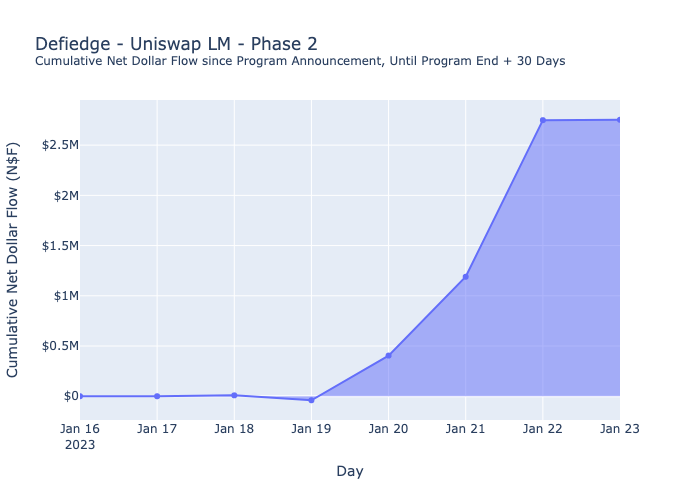 Defiedge - Uniswap LM - Phase 2
Cumulative Net Dollar Flow since Program Announcement, Until Program End + 30 Days
Cumulative Net Dollar Flow (N$F)
$2.5M
$2M
$1.5M
$1M
$0.5M
$0
Jan 16 Jan 17 Jan 18 Jan 19 Jan 20 Jan 21 Jan 22 Jan 23
2023
Day